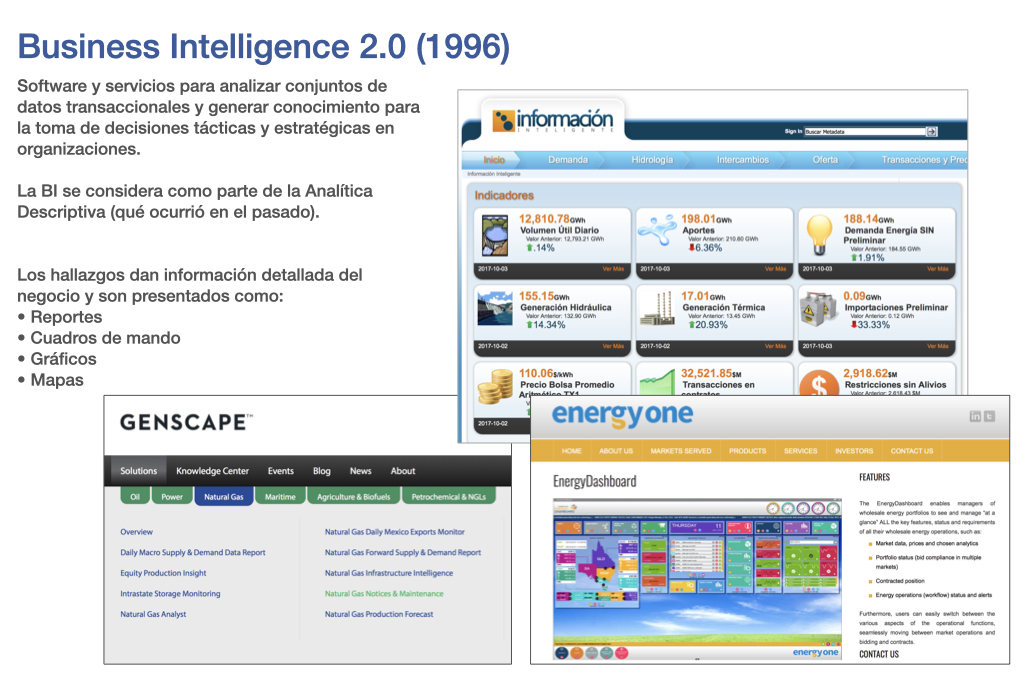 Business Intelligence 2.0 (1996)
Software y servicios para analizar conjuntos de
datos transaccionales y generar conocimiento para
la toma de decisiones tácticas y estratégicas en
organizaciones.
La BI se considera como parte de la Analítica
Descriptiva (qué ocurrió en el pasado).
Los hallazgos dan información detallada del
negocio y son presentados como:
• Reportes
• Cuadros de mando
• Gráficos
• Mapas
información
INTELIGENTE
Sign In Buscar Metadata
Inicio Demanda Hidrología Intercambios Oferta Transacciones y Prec
Información Inteligente
Indicadores
12,810.78GWh
Volumen Útil Diario
Valor Anterior: 12,793.21 GWh
.14%
2017-10-03 Ver Más
198.01GWh
Aportes
Valor Anterior: 210.60 GWh
6.36%
2017-10-03 Ver Más
188.14GWh
Demanda Energía SIN
Preliminar
Valor Anterior: 184.55 GWh
1.91%
2017-10-03 Ver Más
155.15GWh
Generación Hidráulica
Valor Anterior: 132.90 GWh
14.34%
2017-10-02 Ver Más
17.01GWh
Generación Térmica
Valor Anterior: 13.45 GWh
20.93%
2017-10-02 Ver Más
0.09GWh
Importaciones Preliminar
Valor Anterior: 0.12 GWh
33.33%
2017-10-03 Ver Más
110.06$/kWh
Precio Bolsa Promedio
Aritmético TX1
2017-10-02
32,521.85$M
Transacciones en
contratos
2,918.62$M
Restricciones sin Alivios
Valor Anterior: 2,618.43 $M
GENSCAPE™
Solutions Knowledge Center Events Blog News About
Oil Power Natural Gas Maritime Agriculture & Biofuels Petrochemical & NGLs
Overview
Daily Macro Supply & Demand Data Report
Equity Production Insight
Intrastate Storage Monitoring
Natural Gas Analyst
Natural Gas Daily Mexico Exports Monitor
Natural Gas Forward Supply & Demand Report
Natural Gas Infrastructure Intelligence
Natural Gas Notices & Maintenance
Natural Gas Production Forecast
energyone
in t
HOME ABOUT US MARKETS SERVED PRODUCTS SERVICES INVESTORS CONTACT US
EnergyDashboard
THURSDAY 11
energyone
FEATURES
The EnergyDashboard enables managers of
wholesale energy portfolios to see and manage "at a
glance" ALL the key features, status and requirements
of all their wholesale energy operations, such as:
Market data, prices and chosen analytics
Portfolio status (bid compliance in multiple
markets)
Contracted position
Energy operations (workflow) status and alerts
Furthermore, users can easily switch between the
various aspects of the operational functions,
seamlessly moving between market operations and
bidding and contracts.
CONTACT US